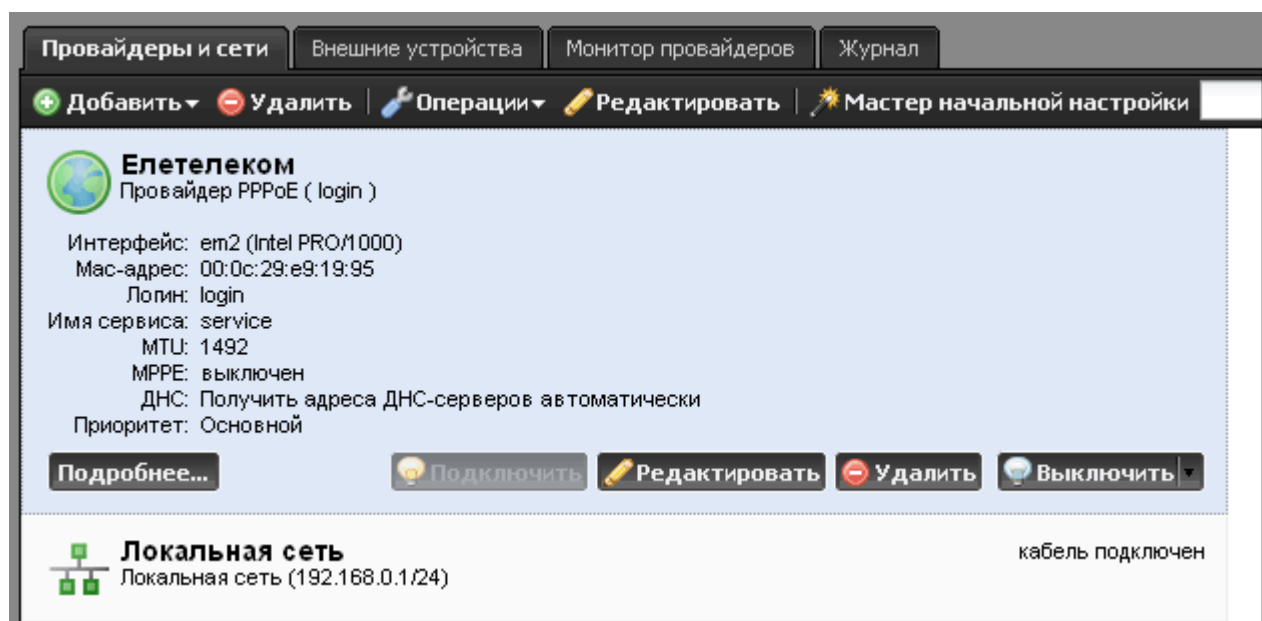 Провайдеры и сети Внешние устройства Монитор провайдеров Журнал
Добавить Удалить Операции Редактировать Мастер начальной настройки
Елетелеком
Провайдер PPPoE ( login )
Интерфейс: em2 (Intel PRO/1000)
Mac-адрес: 00:0c:29:e9:19:95
Логин: login
Имя сервиса: service
MTU: 1492
MPPE: выключен
ДНС: Получить адреса ДНС-серверов автоматически
Приоритет: Основной
Подробнее... Подключить Редактировать Удалить Выключить
Локальная сеть кабель подключен
Локальная сеть (192.168.0.1/24)